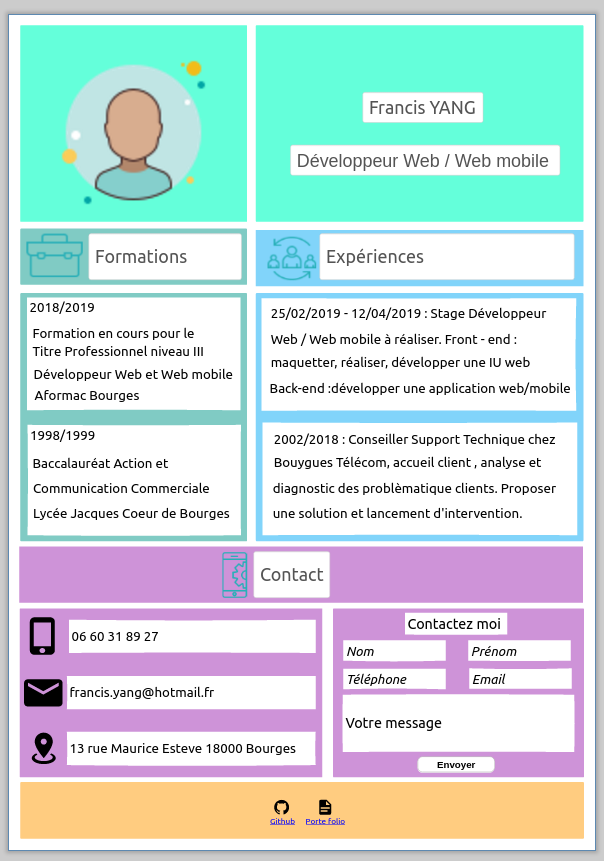 Francis YANG
Développeur Web / Web mobile
Formations
Expériences
2018/2019
Formation en cours pour le
Titre Professionnel niveau III
Développeur Web et Web mobile
Aformac Bourges
1998/1999
Baccalauréat Action et
Communication Commerciale
Lycée Jacques Coeur de Bourges
25/02/2019 - 12/04/2019 : Stage Développeur
Web / Web mobile à réaliser. Front - end :
maquetter, réaliser, développer une IU web
Back-end :développer une application web/mobile
2002/2018 : Conseiller Support Technique chez
Bouygues Télécom, accueil client , analyse et
diagnostic des problèmatique clients. Proposer
une solution et lancement d'intervention.
Contact
06 60 31 89 27
francis.yang@hotmail.fr
13 rue Maurice Esteve 18000 Bourges
Contactez moi
Nom
Prénom
Téléphone
Email
Votre message
Envoyer
Github
Porte folio